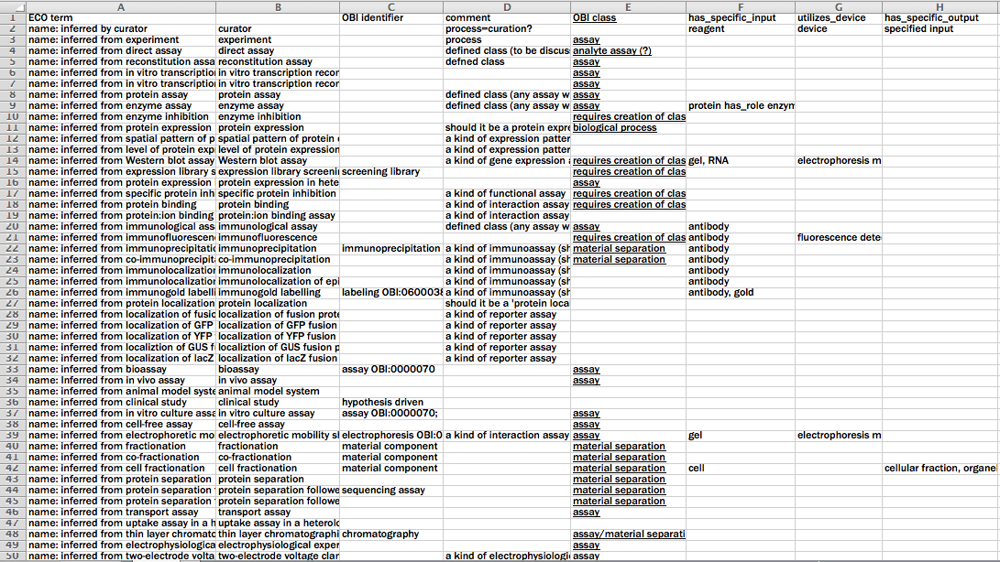 A B C D E F G H
1 ECO term OBI identifier comment OBI class has_specific_input utilizes_device has_specific_output
2 name: inferred by curator curator process=curation? reagent device specified input
3 name: inferred from experiment experiment process assay
4 name: inferred from direct assay direct assay defined class (to be discus analyte assay (?)
5 name: inferred from reconstitution assa reconstitution assay defned class assay
6 name: inferred from in vitro transcriptio in vitro transcription recor assay
7 name: inferred from in vitro transcriptio in vitro transcription recor assay
8 name: inferred from protein assay protein assay defined class (any assay w assay
9 name: inferred from enzyme assay enzyme assay defined class (any assay w assay protein has_role enzym
10 name: inferred from enzyme inhibition enzyme inhibition requires creation of clas
11 name: inferred from protein expression protein expression should it be a protein expre biological process
12 name: inferred from spatial pattern of p spatial pattern of protein a kind of expression patter
13 name: inferred from level of protein exp level of protein expression a kind of expression patter
14 name: inferred from Western blot assay Western blot assay a kind of gene expression requires creation of clas gel, RNA electrophoresis m
15 name: inferred from expression library s expression library screeni screening library requires creation of clas
16 name: inferred from protein expression protein expression in hete assay
17 name: inferred from specific protein inh specific protein inhibition a kind of functional assay requires creation of clas
18 name: inferred from protein binding protein binding a kind of interaction assay requires creation of clas
19 name: inferred from protein:ion binding protein:ion binding assay a kind of interaction assay
20 name: inferred from immunological ass immunological assay defined class (any assay w assay antibody
21 name: inferred from immunofluorescen immunofluorescence requires creation of clas antibody fluorescence dete
22 name: inferred from immunoprecipitatio immunoprecipitation immunoprecipitation a kind of immunoassay (sh material separation antibody
23 name: inferred from co-immunoprecipit co-immunoprecipitation a kind of immunoassay (sh material separation antibody
24 name: inferred from immunolocalization immunolocalization a kind of immunoassay (sh antibody
25 name: inferred from immunolocalization immunolocalization of epi a kind of immunoassay (sh antibody
26 name: inferred from immunogold labelli immunogold labelling labeling OBI:0600038 a kind of immunoassay (sh antibody, gold
27 name: inferred from protein localization protein localization should it be a 'protein loca
28 name: inferred from localization of fusio localization of fusion prote a kind of reporter assay
29 name: inferred from localization of GFP localization of GFP fusion a kind of reporter assay
30 name: inferred from localization of YFP localization of YFP fusion a kind of reporter assay
31 name: inferred from localiztion of GUS f localiztion of GUS fusion p a kind of reporter assay
32 name: inferred from localization of lacZ localization of lacZ fusion a kind of reporter assay
33 name: inferred from bioassay bioassay assay OBI:0000070 assay
34 name: inferred from in vivo assay in vivo assay assay
35 name: inferred from animal model syste animal model system
36 name: inferred from clinical study clinical study hypothesis driven
37 name: inferred from in vitro culture assa in vitro culture assay assay OBI:0000070; assay
38 name: inferred from cell-free assay cell-free assay assay
39 name: inferred from electrophoretic mo electrophoretic mobility s electrophoresis OBI:0 a kind of interaction assay assay gel electrophoresis m
40 name: inferred from fractionation fractionation material component material separation
41 name: inferred from co-fractionation co-fractionation material component material separation
42 name: inferred from cell fractionation cell fractionation material component material separation cell cellular fraction, organel
43 name: inferred from protein separation protein separation material separation
44 name: inferred from protein separation protein separation followe sequencing assay material separation
45 name: inferred from protein separation protein separation followe material separation
46 name: inferred from transport assay transport assay assay
47 name: inferred from uptake assay in a h uptake assay in a heterolo
48 name: inferred from thin layer chromato thin layer chromatographi chromatography assay/material separati
49 name: inferred from electrophysiologica electrophysiological exper assay
50 name: inferred from two-electrode volta two-electrode voltage clar a kind of electrophysiologi assay